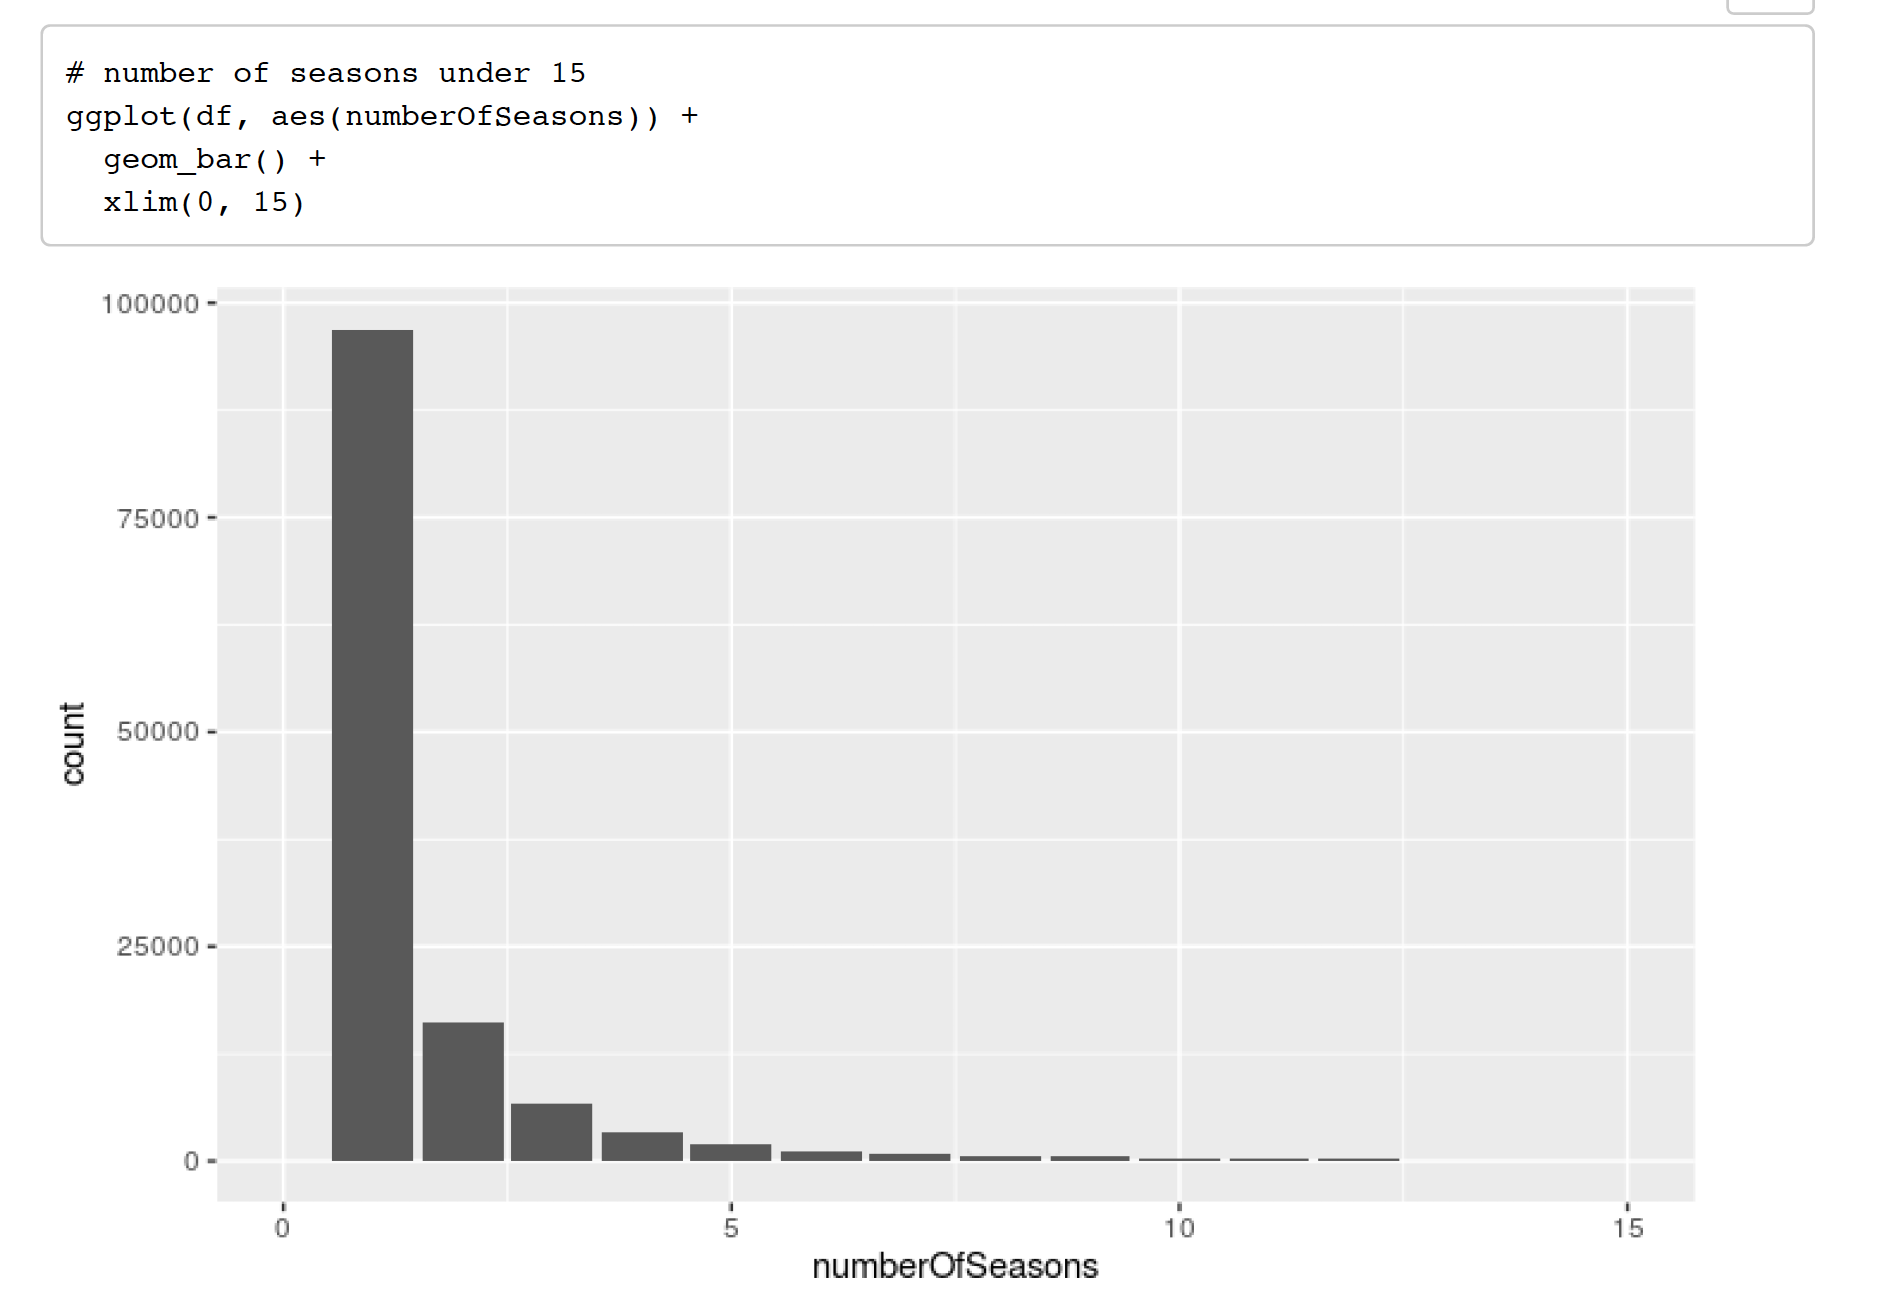 # number of seasons under 15
ggplot(df, aes(numberOfSeasons)) +
  geom_bar() +
  xlim(0, 15)
100000
75000
50000
25000
0
count
0 5 10 15
numberOfSeasons